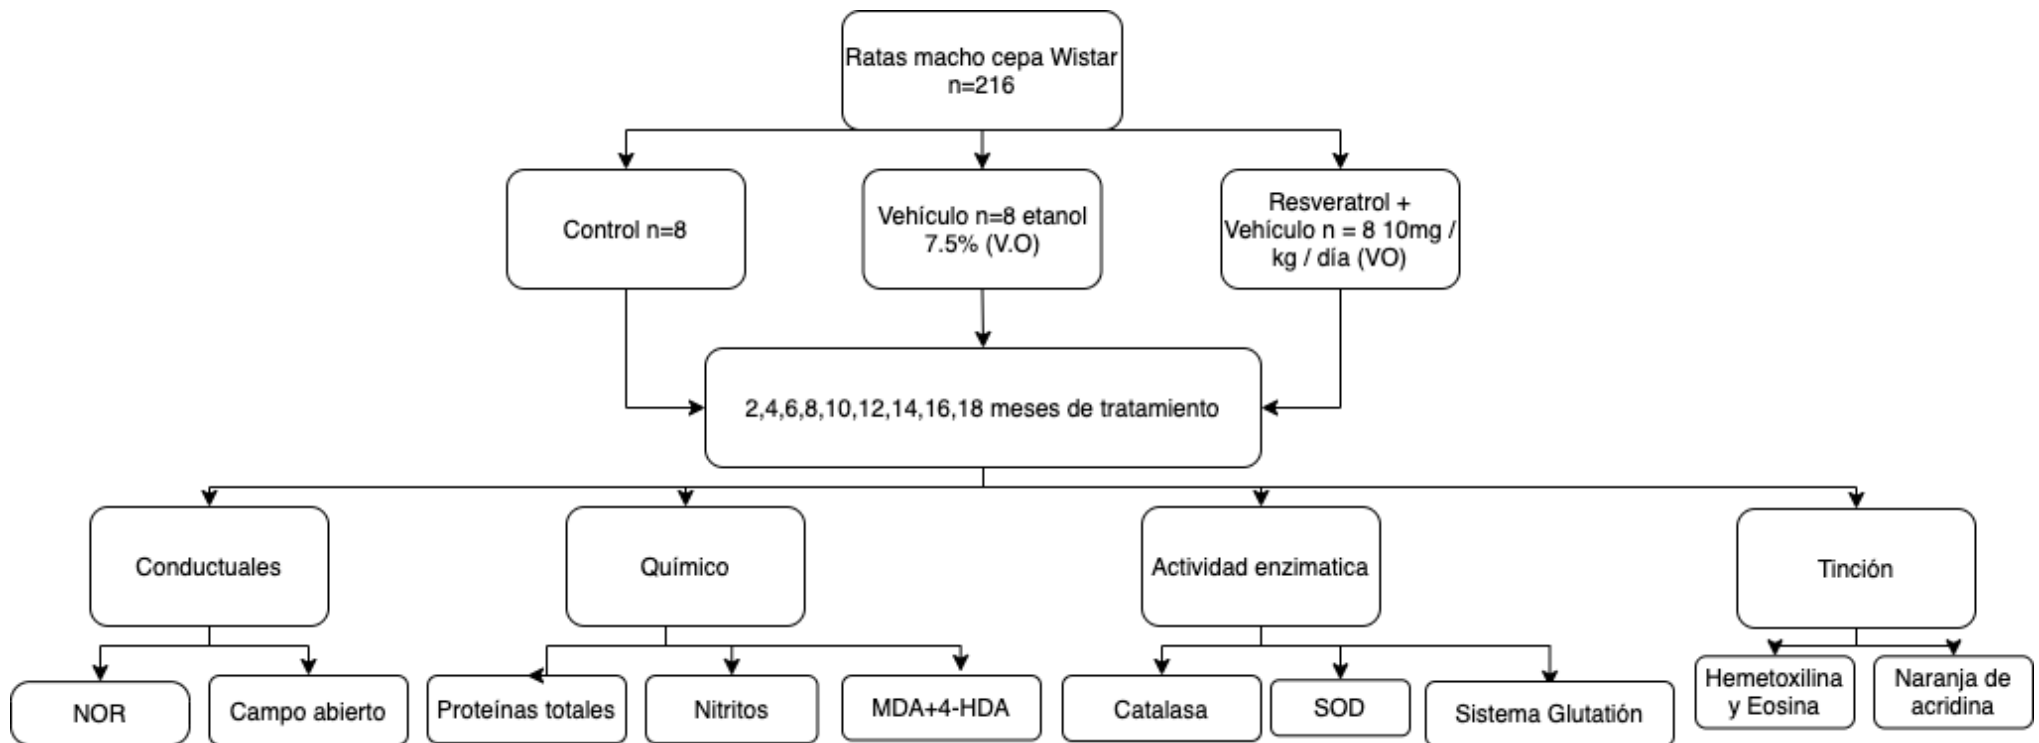 Ratas macho cepa Wistar
n=216
Control n=8
Vehículo n=8 etanol
7.5% (V.O)
Resveratrol +
Vehículo n = 8 10mg /
kg / día (VO)
2,4,6,8,10,12,14,16,18 meses de tratamiento
Conductuales
Químico
Actividad enzimatica
Tinción
NOR
Campo abierto
Proteínas totales
Nitritos
MDA+4-HDA
Catalasa
SOD
Sistema Glutatión
Hemetoxilina
y Eosina
Naranja de
acridina